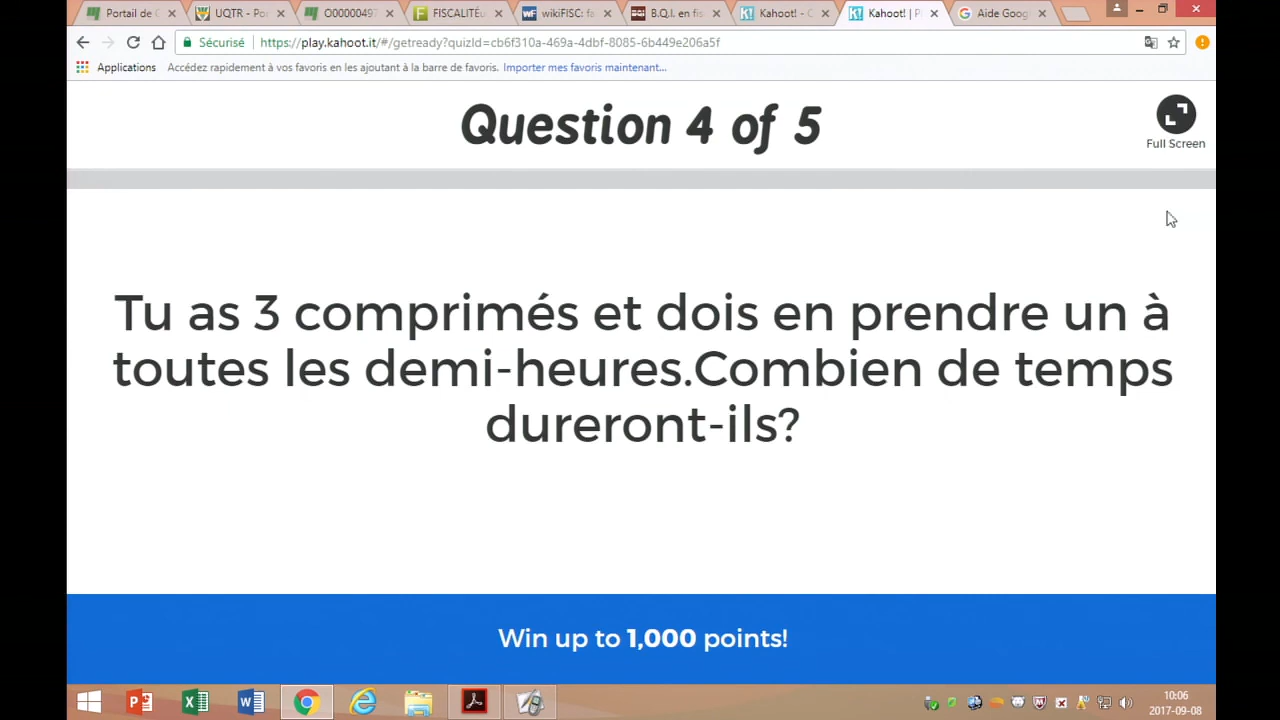 Portail de G
UQTR - Po
O00000497
FISCALITÉ
wikiFISC: fa
B.Q.I. en fis
Kahoot! - C
Kahoot! | P
Aide Goog
Sécurisé
https://play.kahoot.it/#/getready?quizId=cb6f310a-469a-4dbf-8085-6b449e206a5f
Applications
Accédez rapidement à vos favoris en les ajoutant à la barre de favoris. Importer mes favoris maintenant...
Question 4 of 5
Full Screen
Tu as 3 comprimés et dois en prendre un à
toutes les demi-heures.Combien de temps
dureront-ils?
Win up to 1,000 points!
10:06
2017-09-08